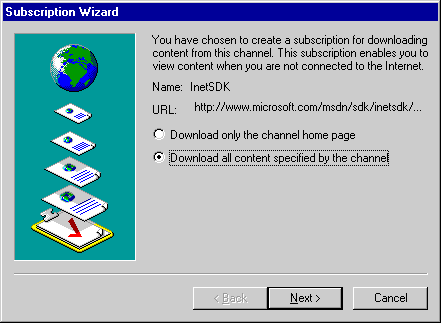 Subscription Wizard
You have chosen to create a subscription for downloading
content from this channel. This subscription enables you to
view content when you are not connected to the Internet.
Name: InetSDK
URL: http://www.microsoft.com/msdn/sdk/inetsdk/...
Download only the channel home page
Download all content specified by the channel
< Back Next > Cancel